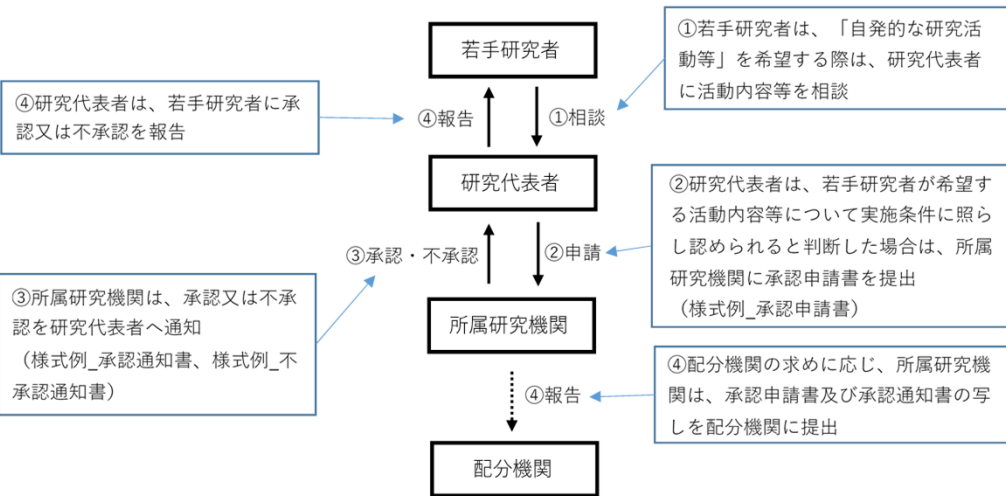 若手研究者
①若手研究者は、「自発的な研究活
動等」を希望する際は、研究代表者
に活動内容等を相談
④研究代表者は、若手研究者に承
認又は不承認を報告
④報告
①相談
研究代表者
②研究代表者は、若手研究者が希望す
る活動内容等について実施条件に照ら
し認められると判断した場合は、所属
研究機関に承認申請書を提出
（様式例_承認申請書）
③承認・不承認
②申請
③所属研究機関は、承認又は不承
認を研究代表者へ通知
（様式例_承認通知書、様式例_不
承認通知書）
所属研究機関
④配分機関の求めに応じ、所属研究機
関は、承認申請書及び承認通知書の写
しを配分機関に提出
④報告
配分機関